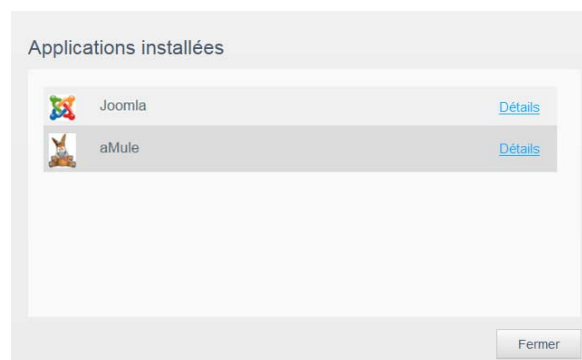 Applications installées
Joomla Détails
aMule Détails
Fermer